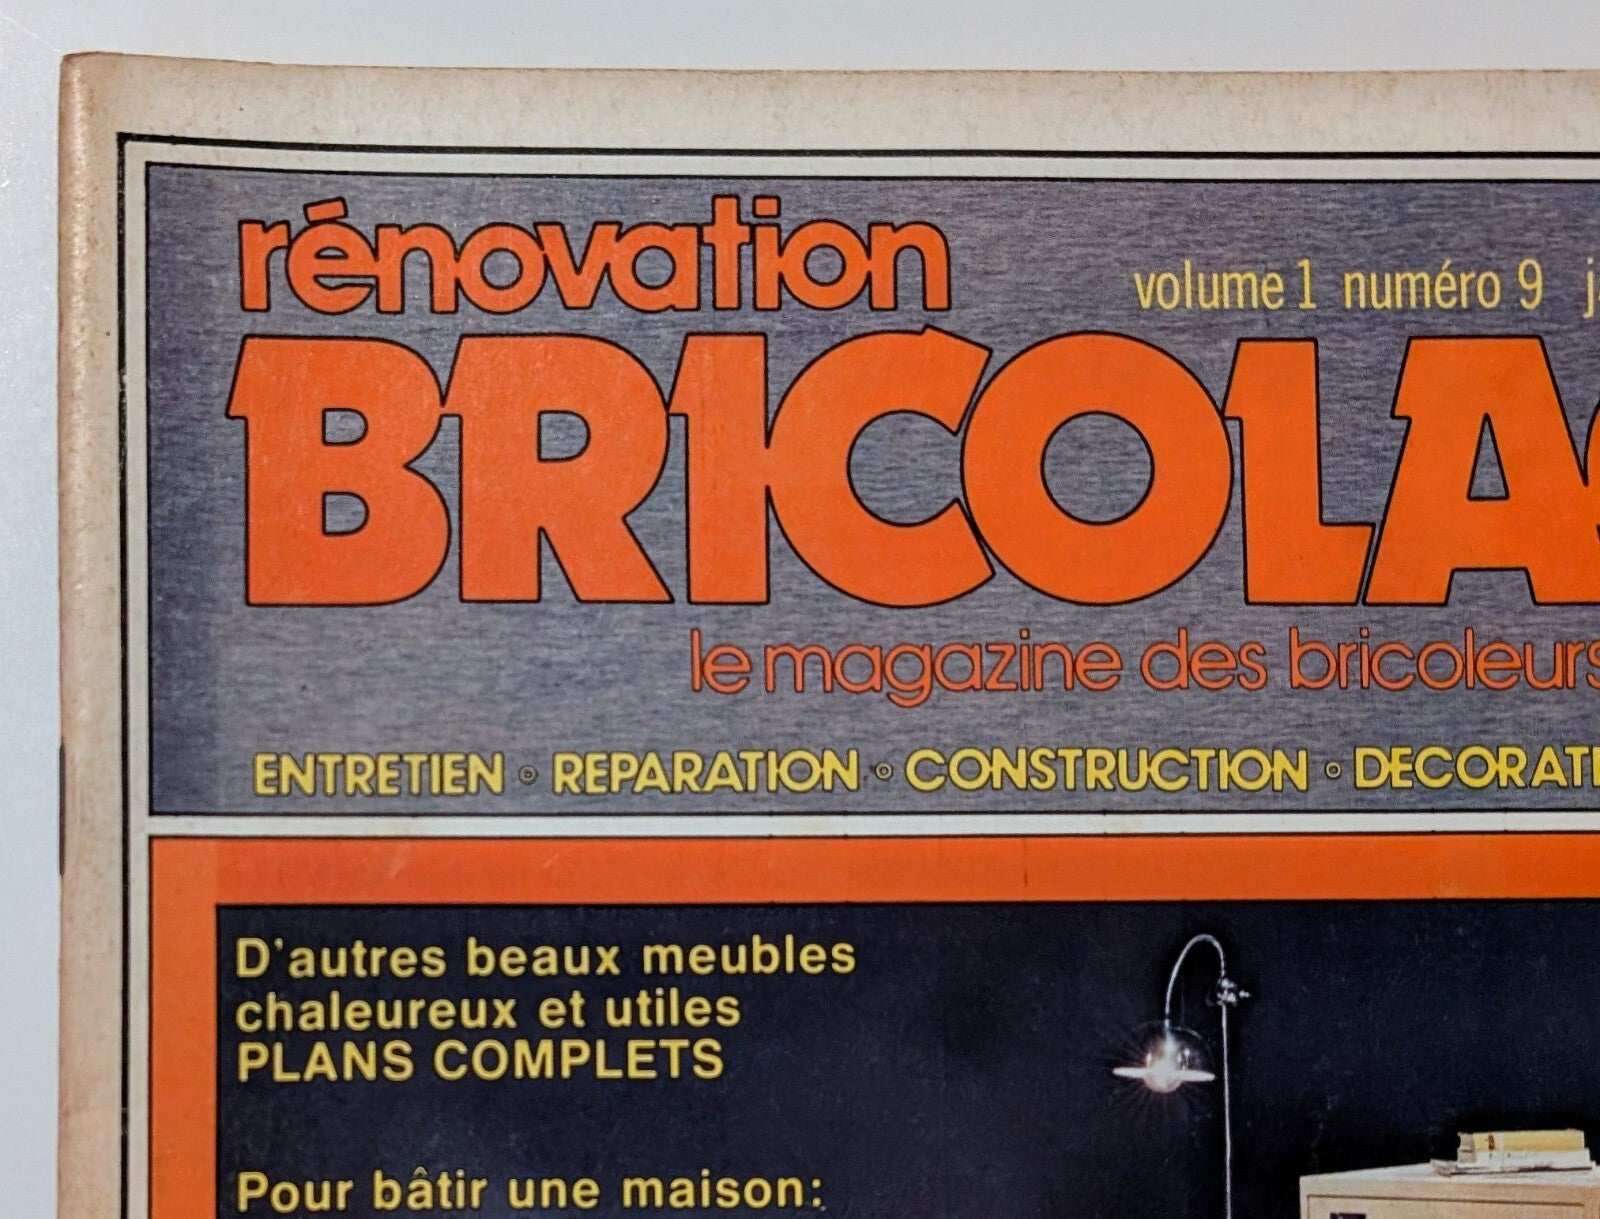 rénovation
volume 1 numéro 9
BRICOLA
le magazine des bricoleurs
ENTRETIEN ◦ REPARATION ◦ CONSTRUCTION ◦ DECORATI
D'autres beaux meubles
chaleureux et utiles
PLANS COMPLETS
Pour bâtir une maison: